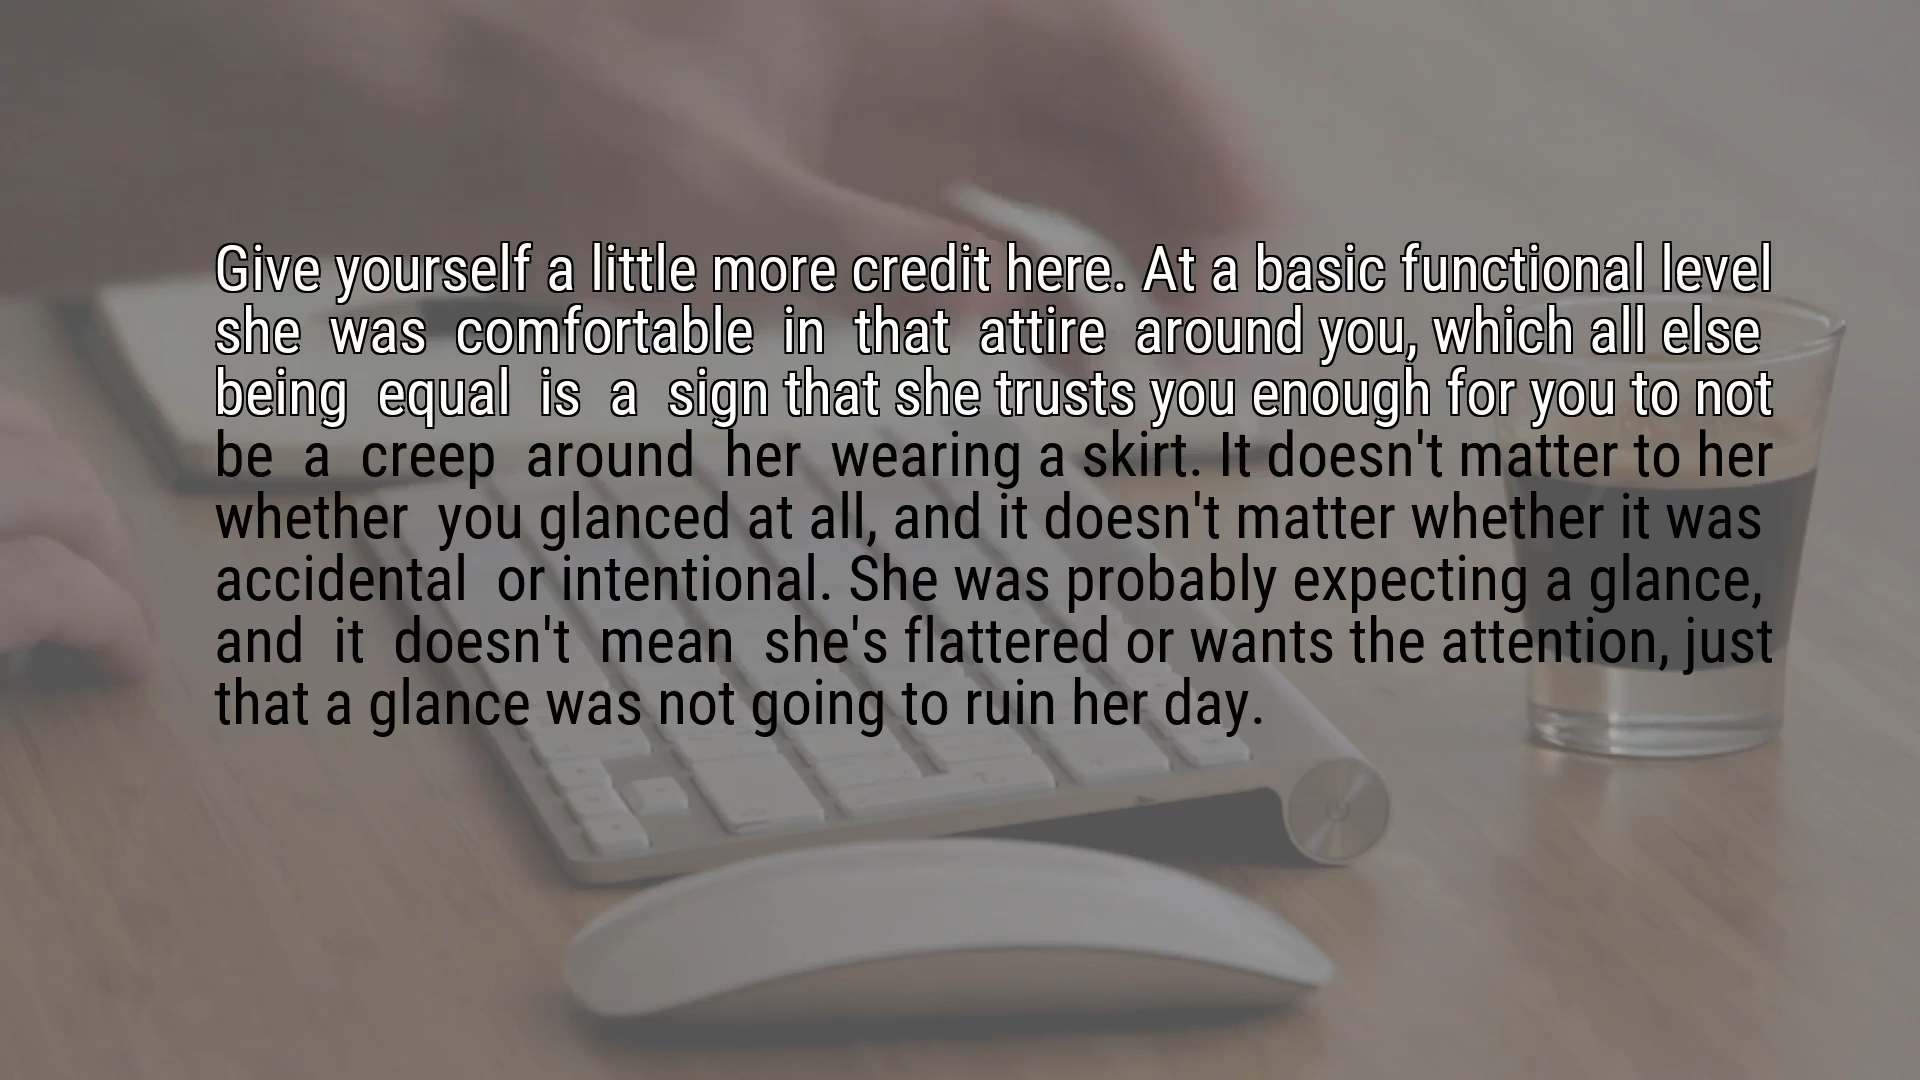 Give yourself a little more credit here. At a basic functional level
she was comfortable in that attire around you, which all else
being equal is a sign that she trusts you enough for you to not
be a creep around her wearing a skirt. It doesn't matter to her
whether you glanced at all, and it doesn't matter whether it was
accidental or intentional. She was probably expecting a glance,
and it doesn't mean she's flattered or wants the attention, just
that a glance was not going to ruin her day.